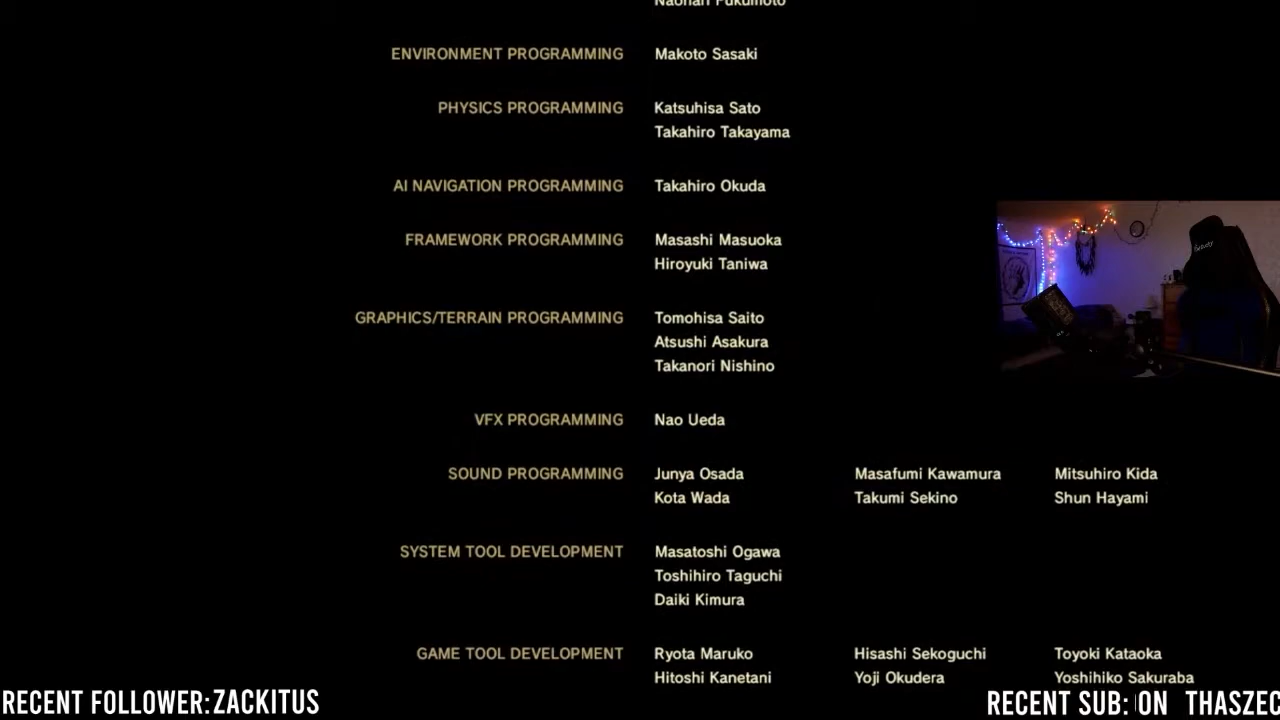 ENVIRONMENT PROGRAMMING Makoto Sasaki
PHYSICS PROGRAMMING Katsuhisa Sato
Takahiro Takayama
AI NAVIGATION PROGRAMMING Takahiro Okuda
FRAMEWORK PROGRAMMING Masashi Masuoka
Hiroyuki Taniwa
GRAPHICS/TERRAIN PROGRAMMING Tomohisa Saito
Atsushi Asakura
Takanori Nishino
VFX PROGRAMMING Nao Ueda
SOUND PROGRAMMING Junya Osada Masafumi Kawamura Mitsuhiro Kida
Kota Wada Takumi Sekino Shun Hayami
SYSTEM TOOL DEVELOPMENT Masatoshi Ogawa
Toshihiro Taguchi
Daiki Kimura
GAME TOOL DEVELOPMENT Ryota Maruko Hisashi Sekoguchi Toyoki Kataoka
Hitoshi Kanetani Yoji Okudera Yoshihiko Sakuraba
RECENT FOLLOWER: ZACKITUS RECENT SUB: ON THASZEC